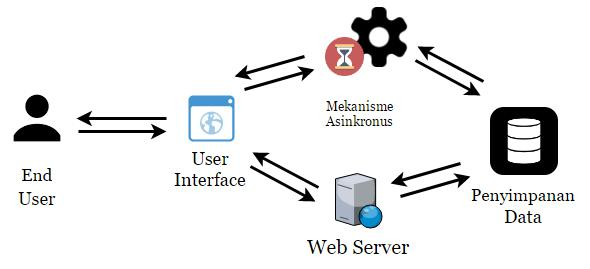 End
User
User
Interface
Mekanisme
Asinkronus
Web Server
Penyimpanan
Data